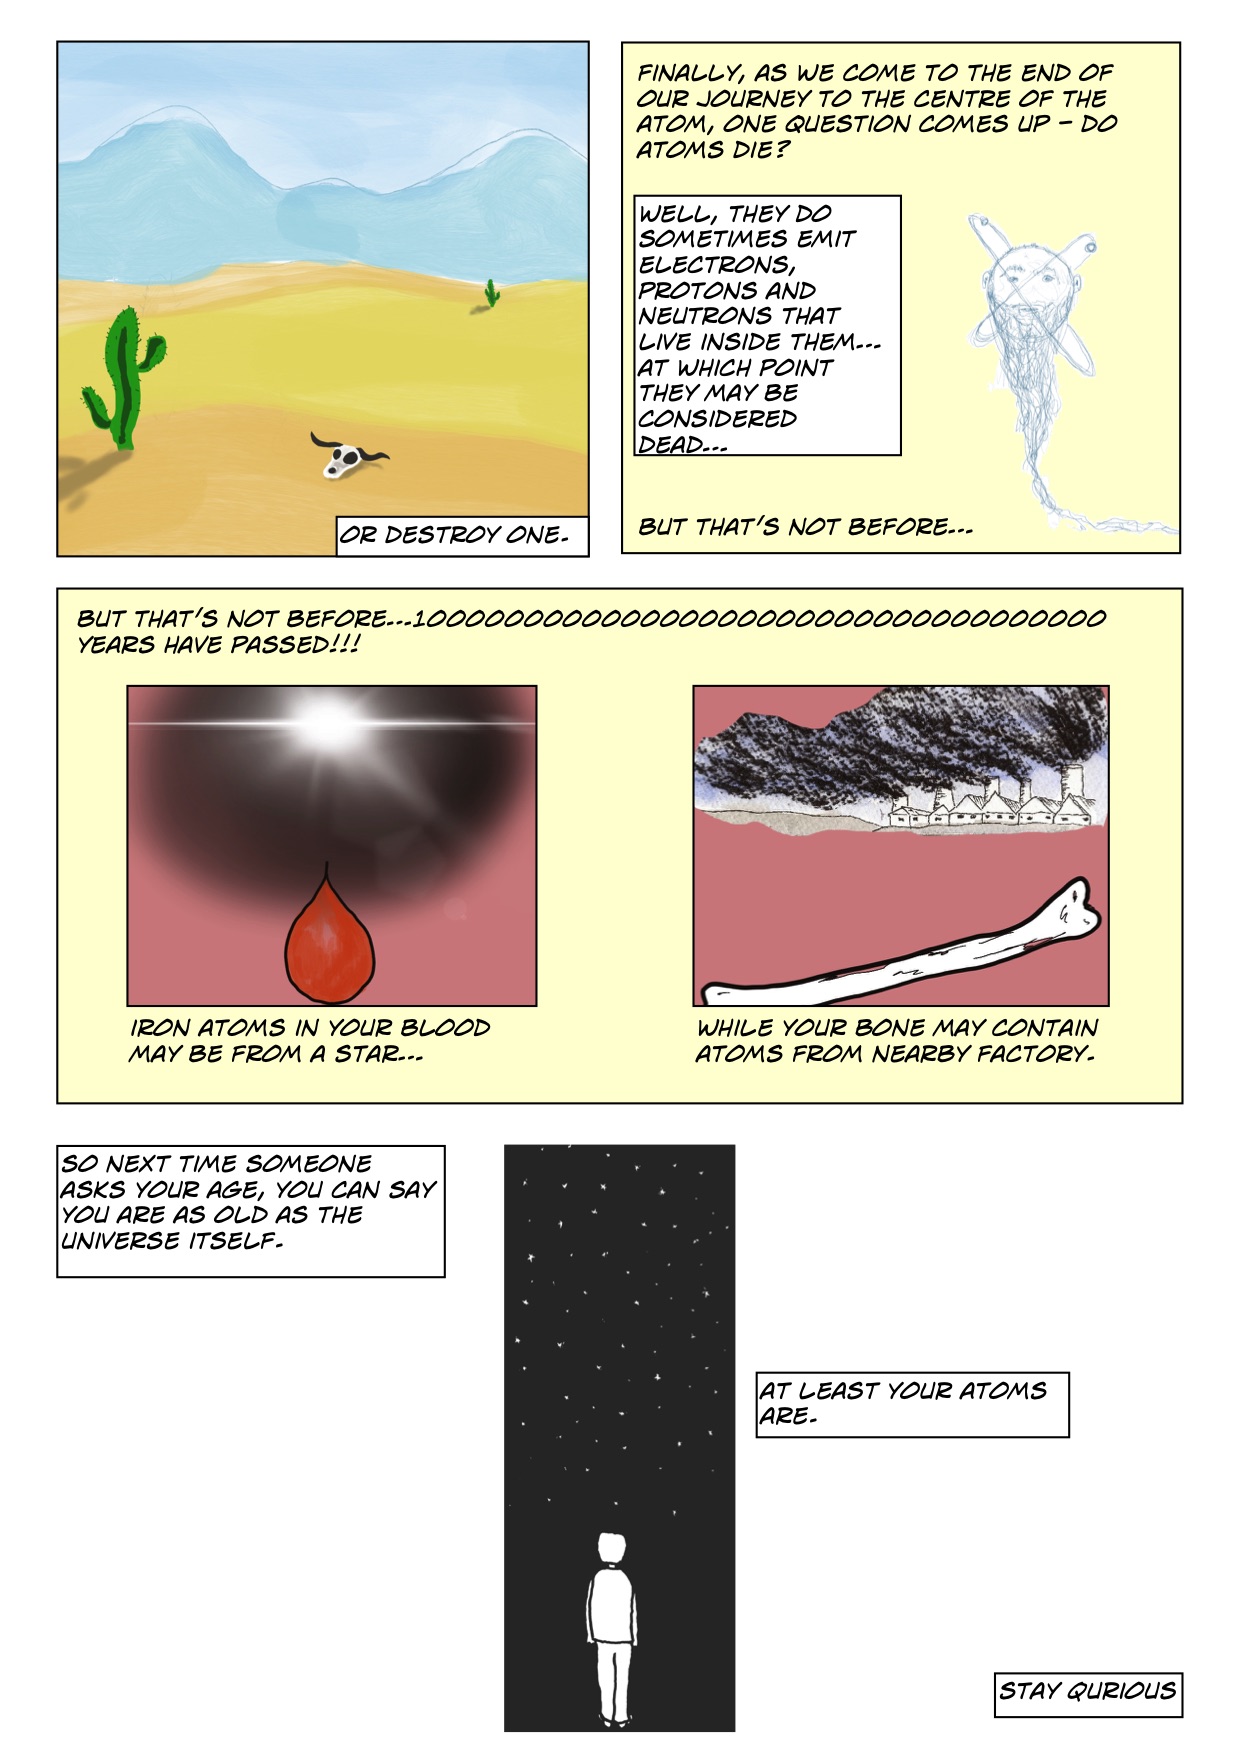 OR DESTROY ONE.
FINALLY, AS WE COME TO THE END OF
OUR JOURNEY TO THE CENTRE OF THE
ATOM, ONE QUESTION COMES UP – DO
ATOMS DIE?
WELL, THEY DO
SOMETIMES EMIT
ELECTRONS,
PROTONS AND
NEUTRONS THAT
LIVE INSIDE THEM...
AT WHICH POINT
THEY MAY BE
CONSIDERED
DEAD...
BUT THAT'S NOT BEFORE...
BUT THAT'S NOT BEFORE...1000000000000000000000000000000000000000000
YEARS HAVE PASSED!!!
IRON ATOMS IN YOUR BLOOD
MAY BE FROM A STAR...
WHILE YOUR BONE MAY CONTAIN
ATOMS FROM NEARBY FACTORY.
SO NEXT TIME SOMEONE
ASKS YOUR AGE, YOU CAN SAY
YOU ARE AS OLD AS THE
UNIVERSE ITSELF.
AT LEAST YOUR ATOMS
ARE.
STAY QURIOUS